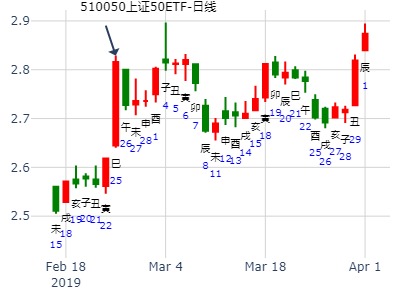 510050上证50ETF-日线
2.9
2.8
2.7
2.6
2.5
未
15
戌
18
亥
19
子
20
丑
21
寅
22
巳
25
午
26
未
27
申
28
酉
1
子
4
丑
5
寅
6
卯
7
辰
8
未
11
申
12
酉
13
戌
14
亥
15
寅
18
卯
19
辰
20
巳
21
午
22
酉
25
戌
26
亥
27
子
28
丑
29
辰
1
Feb 18
2019
Mar 4
Mar 18
Apr 1